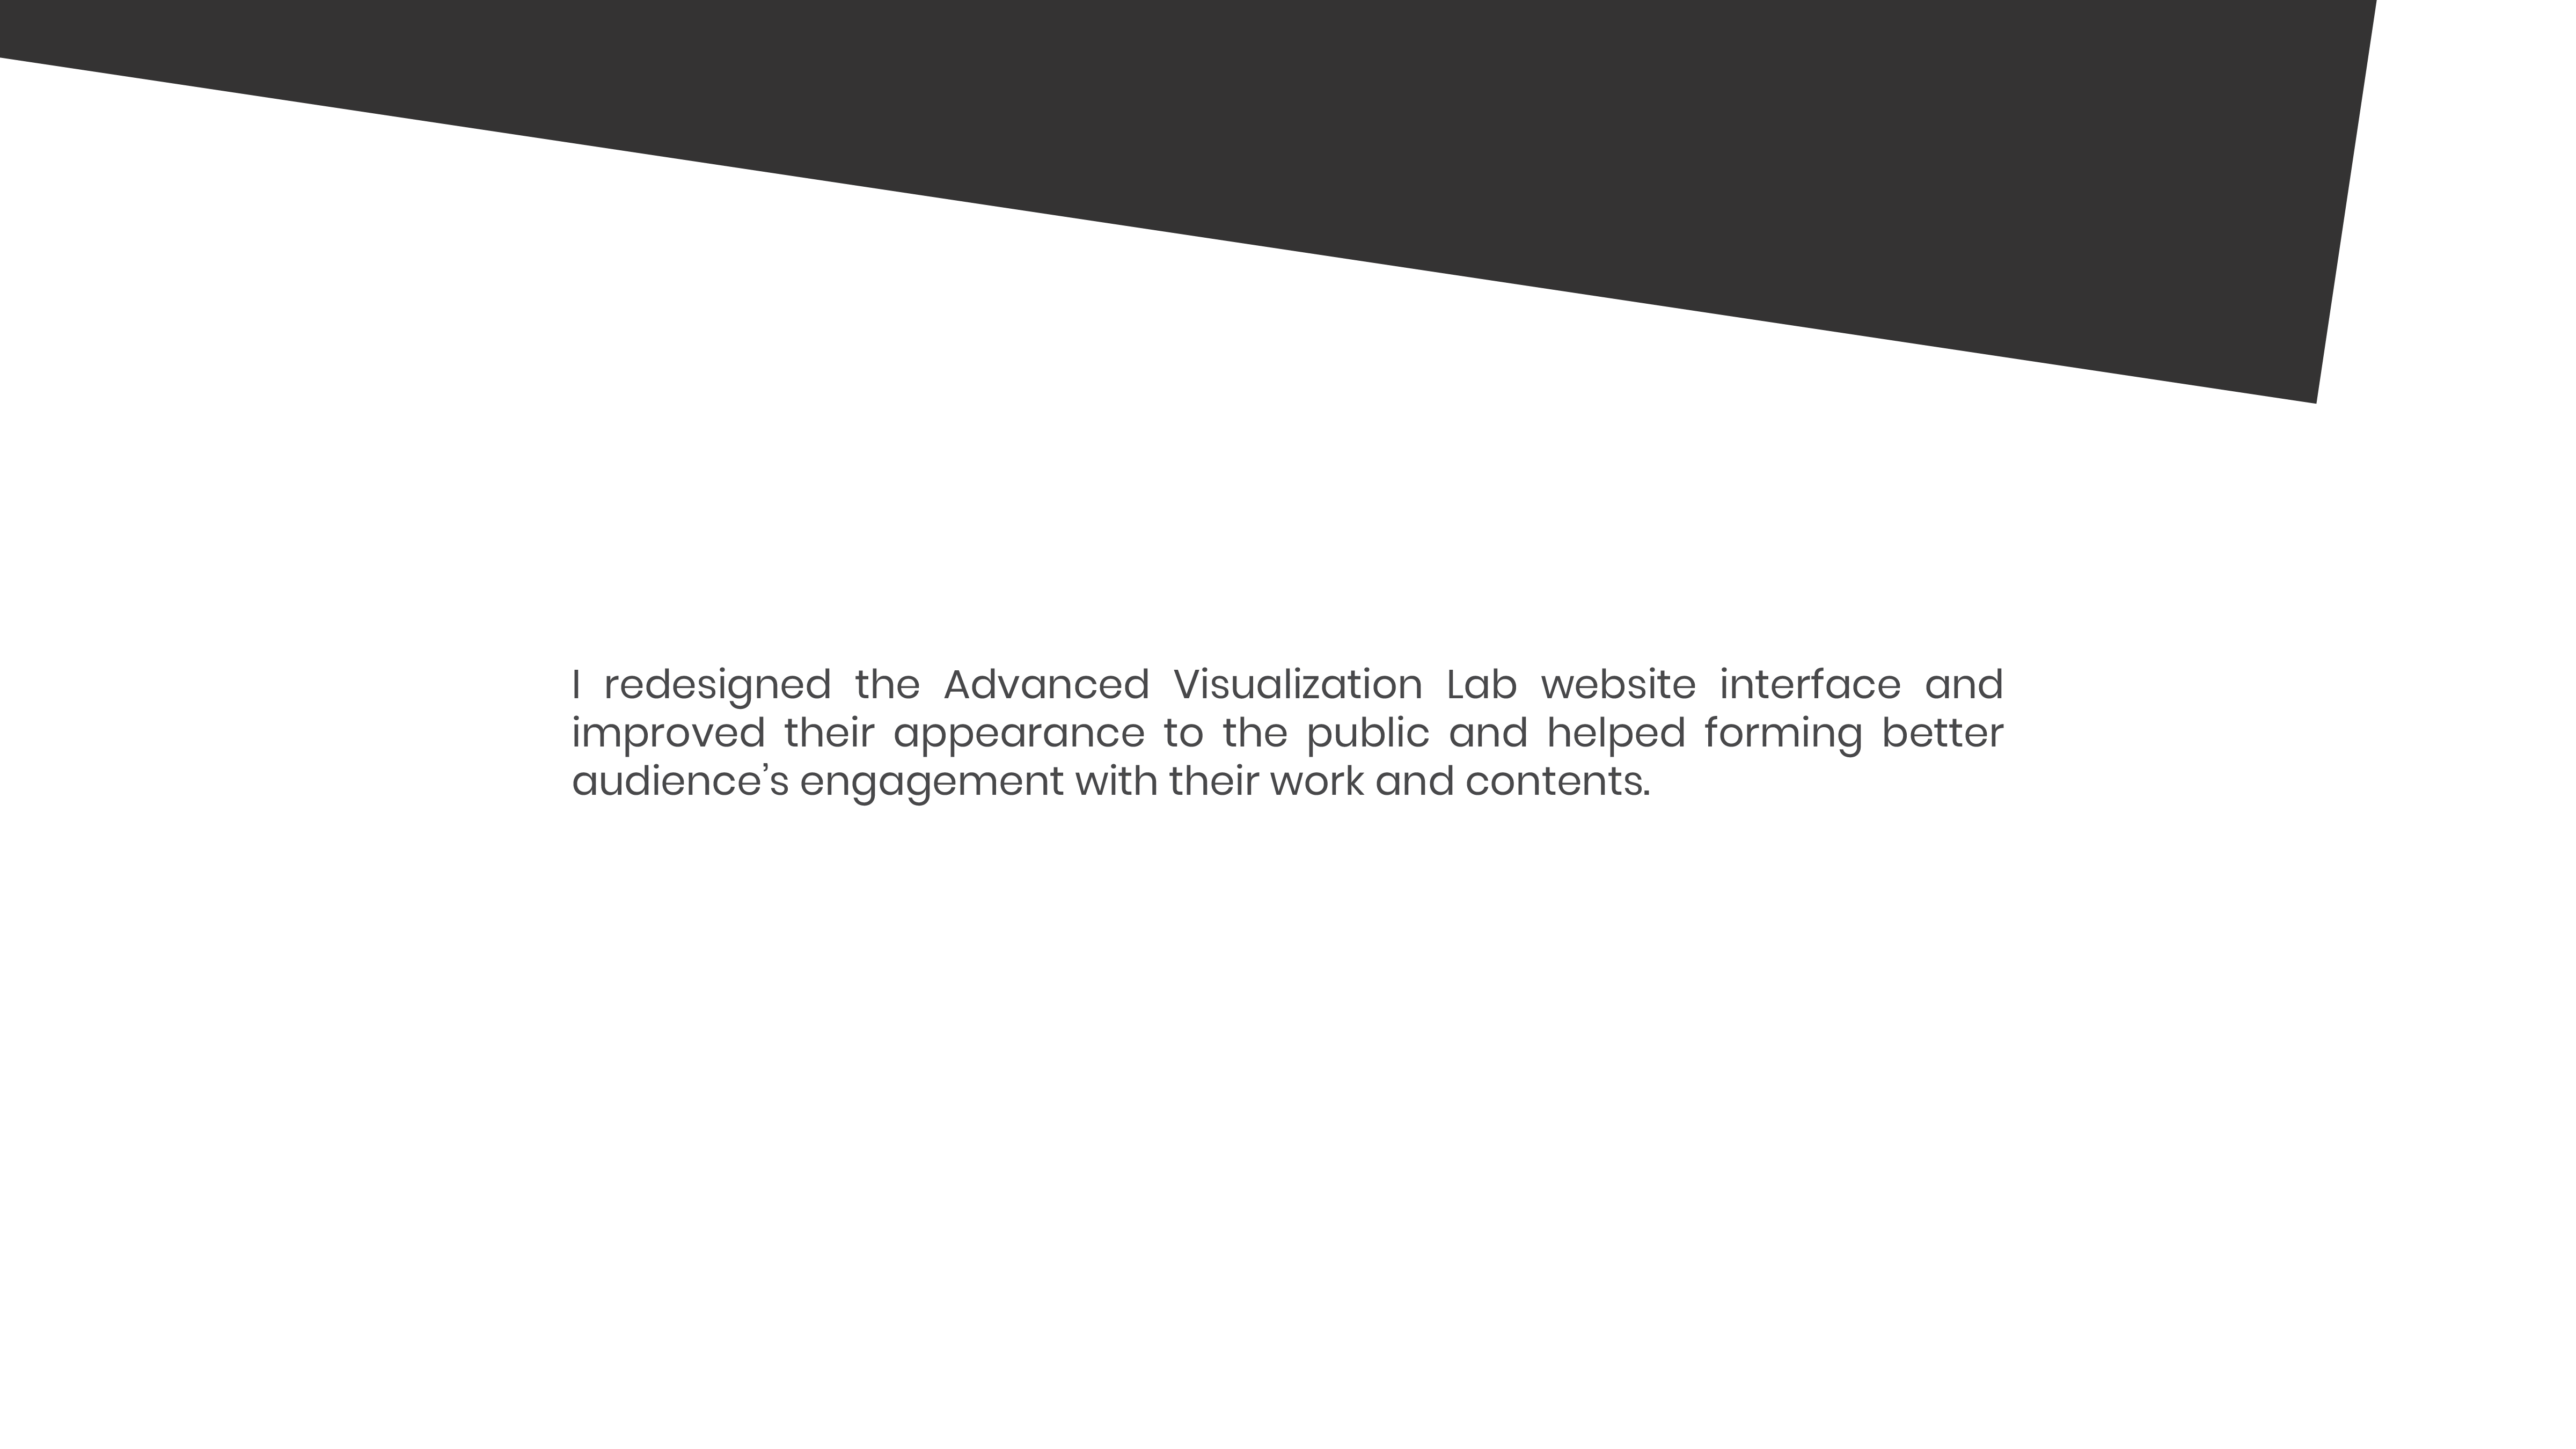 I redesigned the Advanced Visualization Lab website interface and
improved their appearance to the public and helped forming better
audience’s engagement with their work and contents.